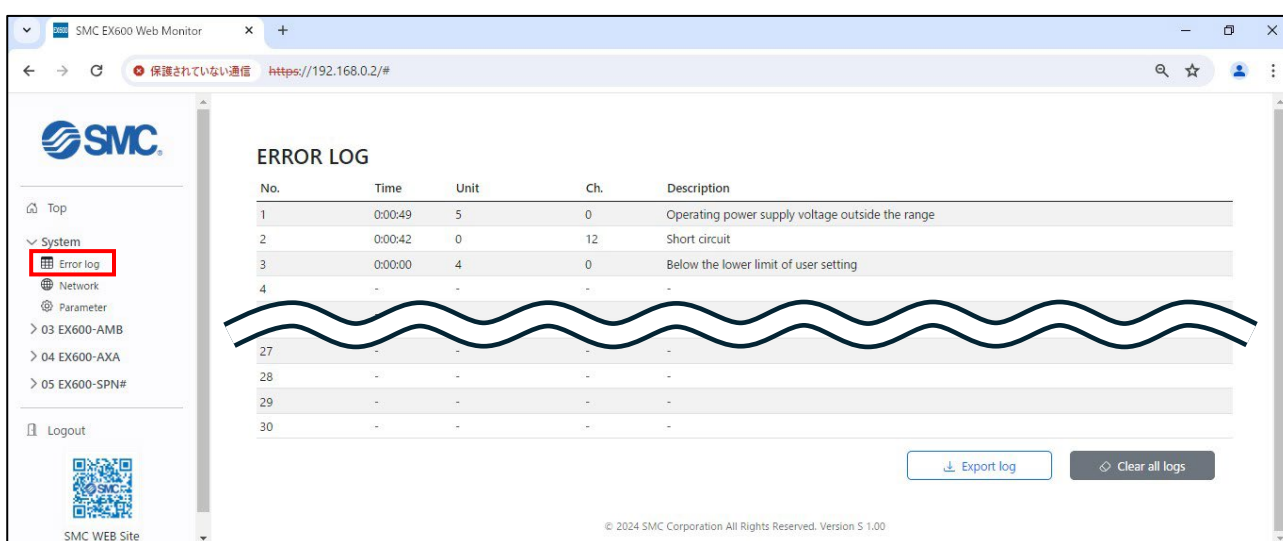 SMC EX600 Web Monitor
保護されていない通信 https://192.168.0.2/#
SMC
ERROR LOG
No. Time Unit Ch. Description
1 0:00:49 5 0 Operating power supply voltage outside the range
2 0:00:42 0 12 Short circuit
3 0:00:00 4 0 Below the lower limit of user setting
4 - - - -
27 - - - -
28 - - - -
29 - - - -
30 - - - -
Export log
Clear all logs
© 2024 SMC Corporation All Rights Reserved. Version S 1.00
Top
System
Error log
Network
Parameter
03 EX600-AMB
04 EX600-AXA
05 EX600-SPN#
Logout
SMC
SMC WEB Site